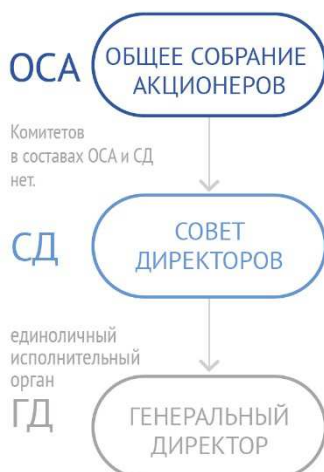 ОСА
ОБЩЕЕ СОБРАНИЕ
АКЦИОНЕРОВ
Комитетов
в составах ОСА и СД
нет.
СД
СОВЕТ
ДИРЕКТОРОВ
единоличный
исполнительный
орган
ГД
ГЕНЕРАЛЬНЫЙ
ДИРЕКТОР